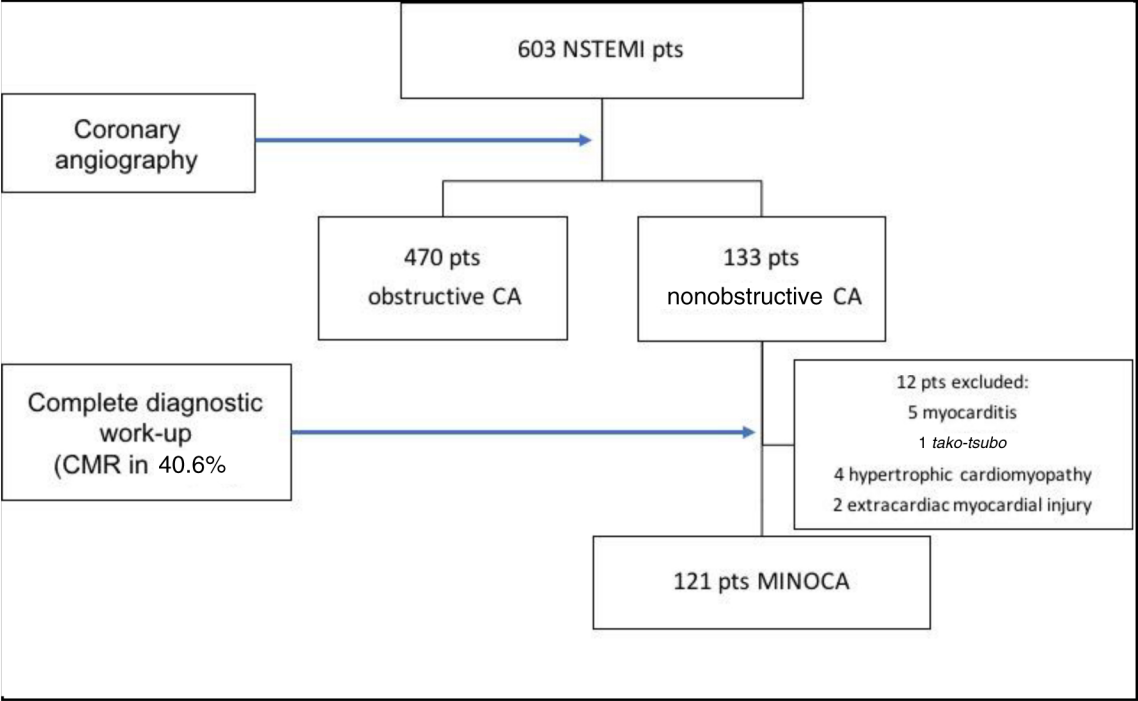 603 NSTEMI pts
Coronary
angiography
470 pts
obstructive CA
133 pts
nonobstructive CA
Complete diagnostic
work-up
(CMR in 40.6%
12 pts excluded:
5 myocarditis
1 tako-tsubo
4 hypertrophic cardiomyopathy
2 extracardiac myocardial injury
121 pts MINOCA